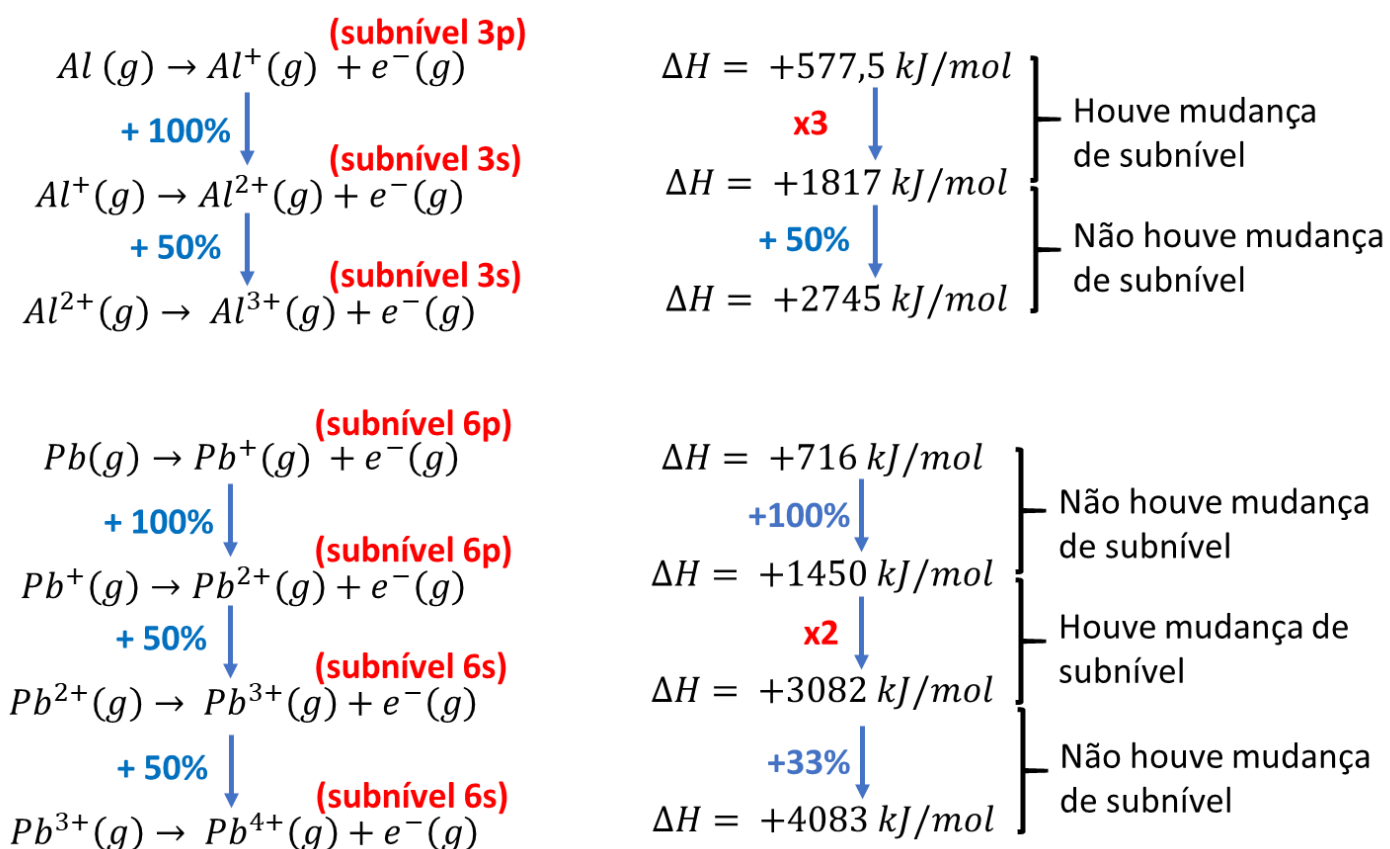 (subnível 3p)
Al (g) → Al⁺(g) + e⁻(g) ΔH = +577,5 kJ/mol
+ 100% x3 Houve mudança
de subnível
(subnível 3s)
Al⁺(g) → Al²⁺(g) + e⁻(g) ΔH = +1817 kJ/mol
+ 50% + 50% Não houve mudança
de subnível
(subnível 3s)
Al²⁺(g) → Al³⁺(g) + e⁻(g) ΔH = +2745 kJ/mol
(subnível 6p)
Pb(g) → Pb⁺(g) + e⁻(g) ΔH = +716 kJ/mol
+ 100% +100% Não houve mudança
de subnível
(subnível 6p)
Pb⁺(g) → Pb²⁺(g) + e⁻(g) ΔH = +1450 kJ/mol
+ 50% x2 Houve mudança de
subnível
(subnível 6s)
Pb²⁺(g) → Pb³⁺(g) + e⁻(g) ΔH = +3082 kJ/mol
+ 50% +33% Não houve mudança
de subnível
(subnível 6s)
Pb³⁺(g) → Pb⁴⁺(g) + e⁻(g) ΔH = +4083 kJ/mol